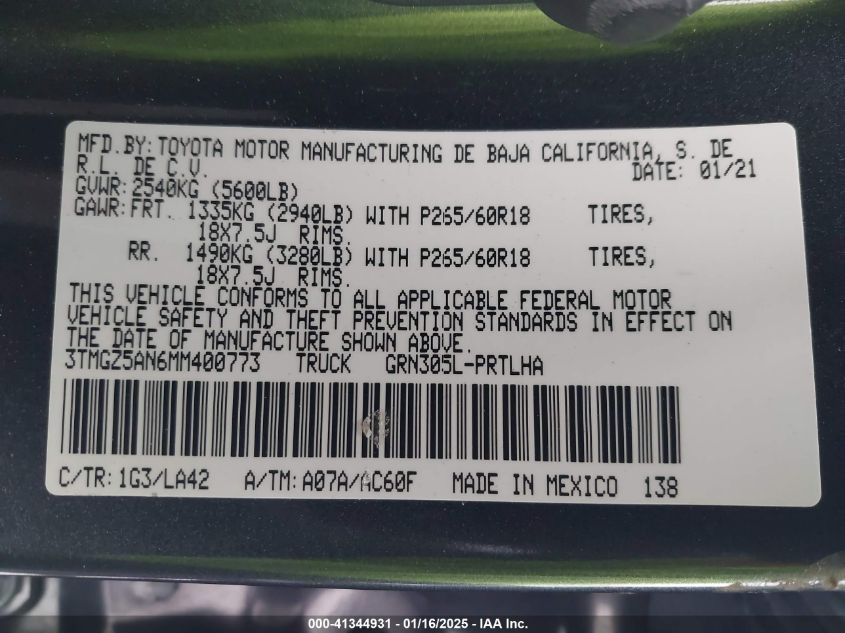 MFD.BY: TOYOTA MOTOR MANUFACTURING DE BAJA CALIFORNIA, S. DE
R.L. DE C.V. DATE: 01/21
GVWR: 2540KG (5600LB)
GAWR: FRT. 1335KG (2940LB) WITH P265/60R18 TIRES,
18X7.5J RIMS.
RR. 1490KG (3280LB) WITH P265/60R18 TIRES,
18X7.5J RIMS.
THIS VEHICLE CONFORMS TO ALL APPLICABLE FEDERAL MOTOR
VEHICLE SAFETY AND THEFT PREVENTION STANDARDS IN EFFECT ON
THE DATE OF MANUFACTURE SHOWN ABOVE.
3TMGZ5AN6MM400773 TRUCK GRN305L-PRTLHA
C/TR: 1G3/LA42 A/TM: A07A/AC60F MADE IN MEXICO 138
000-41344931 - 01/16/2025 - IAA Inc.